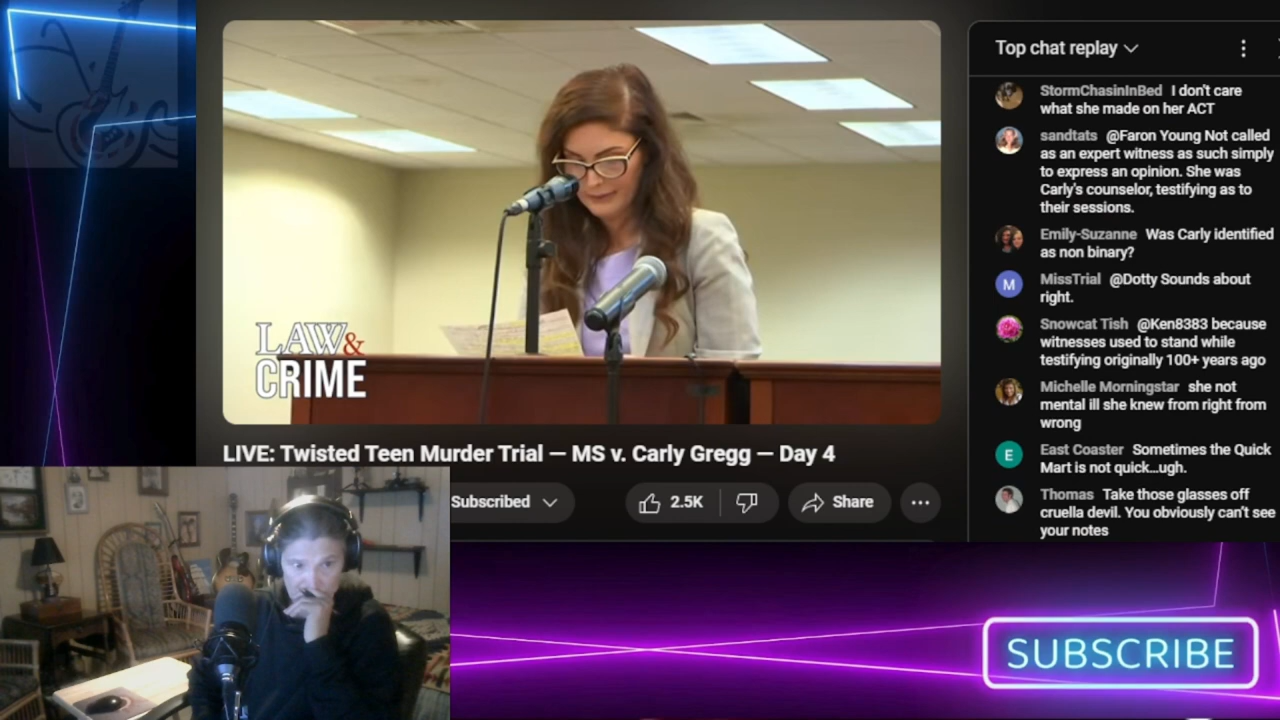 LAW&
CRIME
LIVE: Twisted Teen Murder Trial — MS v. Carly Gregg — Day 4
Subscribed
2.5K
Share
Top chat replay
StormChasinInBed I don't care
what she made on her ACT
sandtats @Faron Young Not called
as an expert witness as such simply
to express an opinion. She was
Carly's counselor, testifying as to
their sessions.
Emily-Suzanne Was Carly identified
as non binary?
M
MissTrial @Dotty Sounds about
right.
Snowcat Tish @Ken8383 because
witnesses used to stand while
testifying originally 100+ years ago
Michelle Morningstar she not
mental ill she knew from right from
wrong
E
East Coaster Sometimes the Quick
Mart is not quick...ugh.
Thomas Take those glasses off
cruella devil. You obviously can't see
your notes
SUBSCRIBE